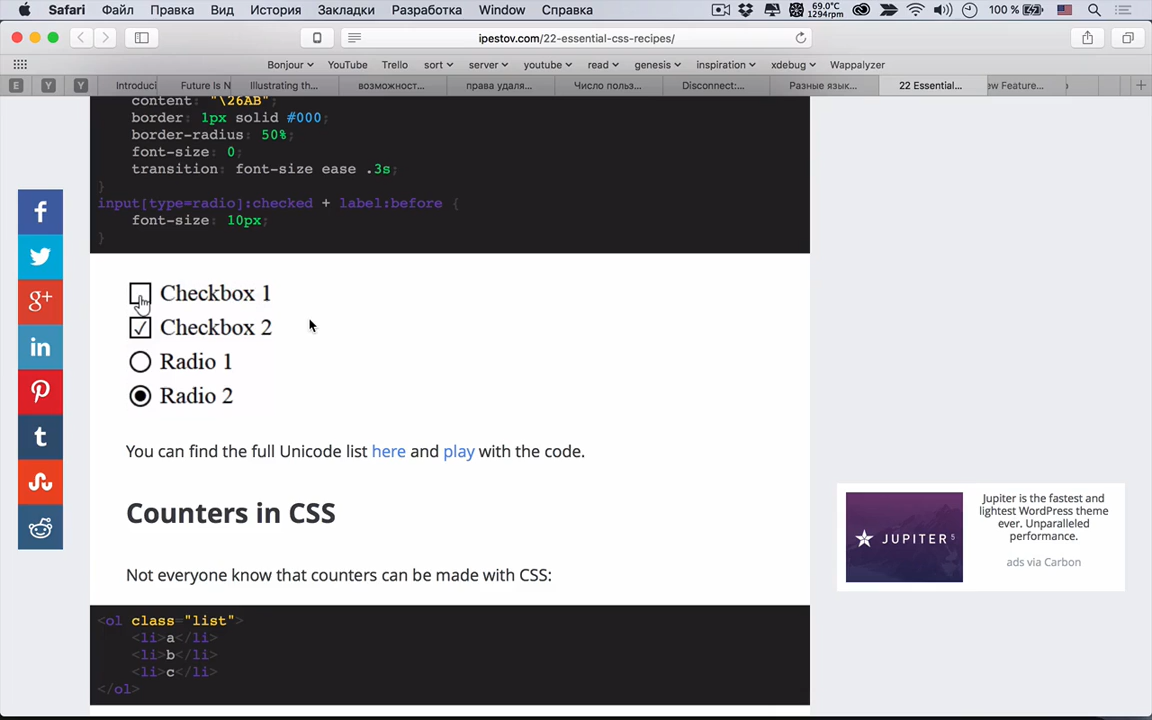 Safari Файл Правка Вид История Закладки Разработка Window Справка 69.0°C 1294rpm 100 %
ipestov.com/22-essential-css-recipes/
Bonjour YouTube Trello sort server youtube read genesis inspiration xdebug Wappalyzer
E Y Y Introduci Future Is N Illustrating th... возможност... права удаля... Число польз... Disconnect:... Разные язык... 22 Essential... ew Feature...
content: "\26AB";
border: 1px solid #000;
border-radius: 50%;
font-size: 0;
transition: font-size ease .3s;
}
input[type=radio]:checked + label:before {
font-size: 10px;
}
Checkbox 1
Checkbox 2
Radio 1
Radio 2
You can find the full Unicode list here and play with the code.
Counters in CSS
Not everyone know that counters can be made with CSS:
<ol class="list">
<li>a</li>
<li>b</li>
<li>c</li>
</ol>
f
g+
in
t
JUPITER 5
Jupiter is the fastest and
lightest WordPress theme
ever. Unparalleled
performance.
ads via Carbon